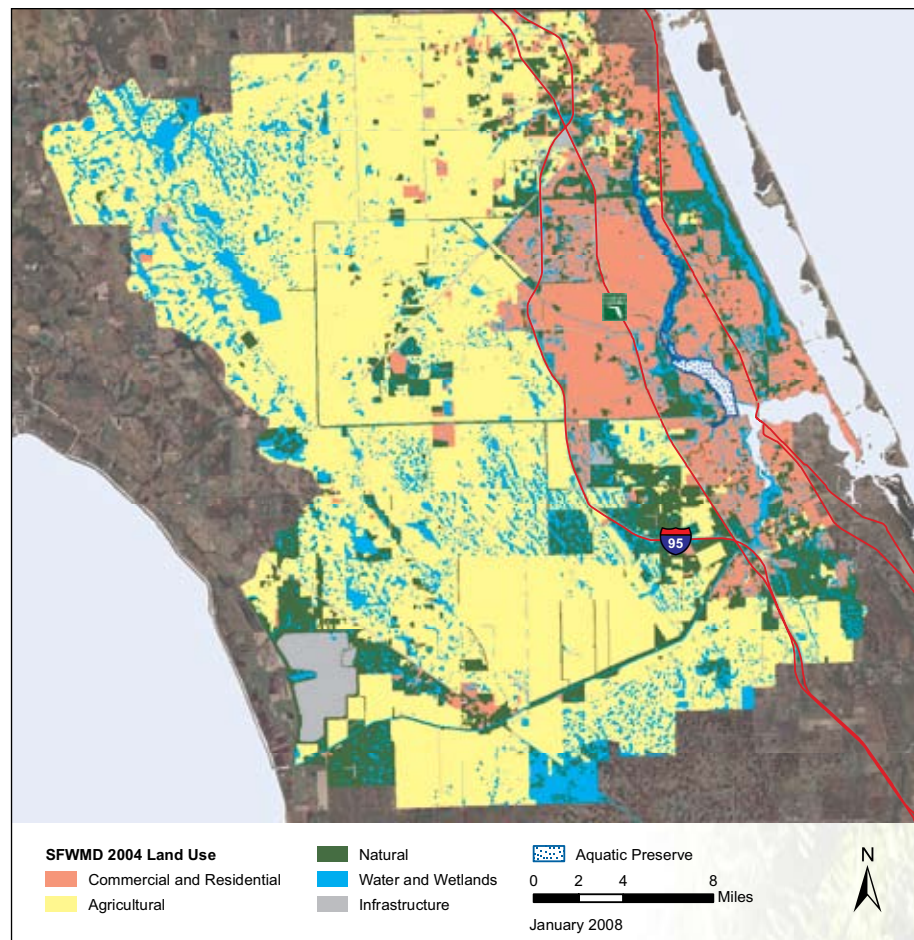 95
SFWMD 2004 Land Use
Commercial and Residential
Agricultural
Natural
Water and Wetlands
Infrastructure
Aquatic Preserve
0 2 4 8
Miles
January 2008
N